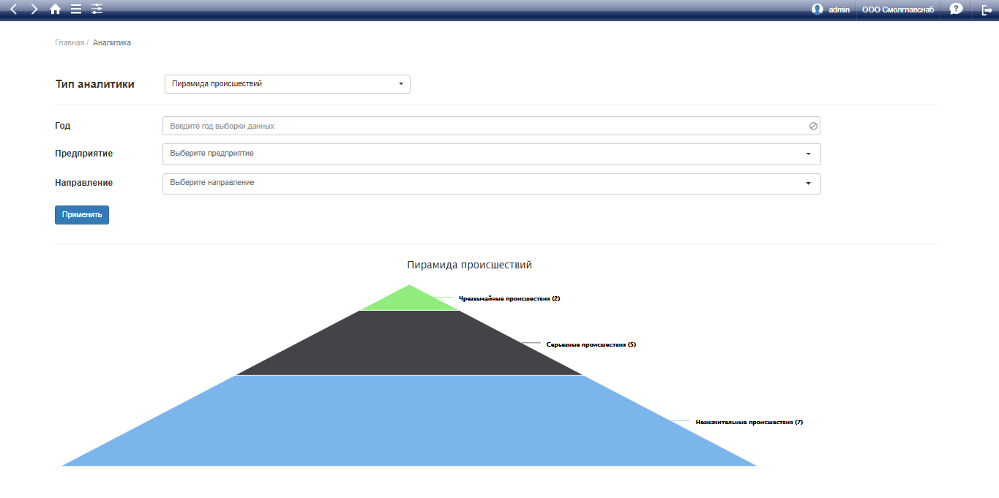 admin ООО Смолглавснаб
Главная / Аналитика
Тип аналитики Пирамида происшествий
Год Введите год выборки данных
Предприятие Выберите предприятие
Направление Выберите направление
Применить
Пирамида происшествий
Чрезвычайные происшествия (2)
Серьезные происшествия (5)
Незначительные происшествия (7)